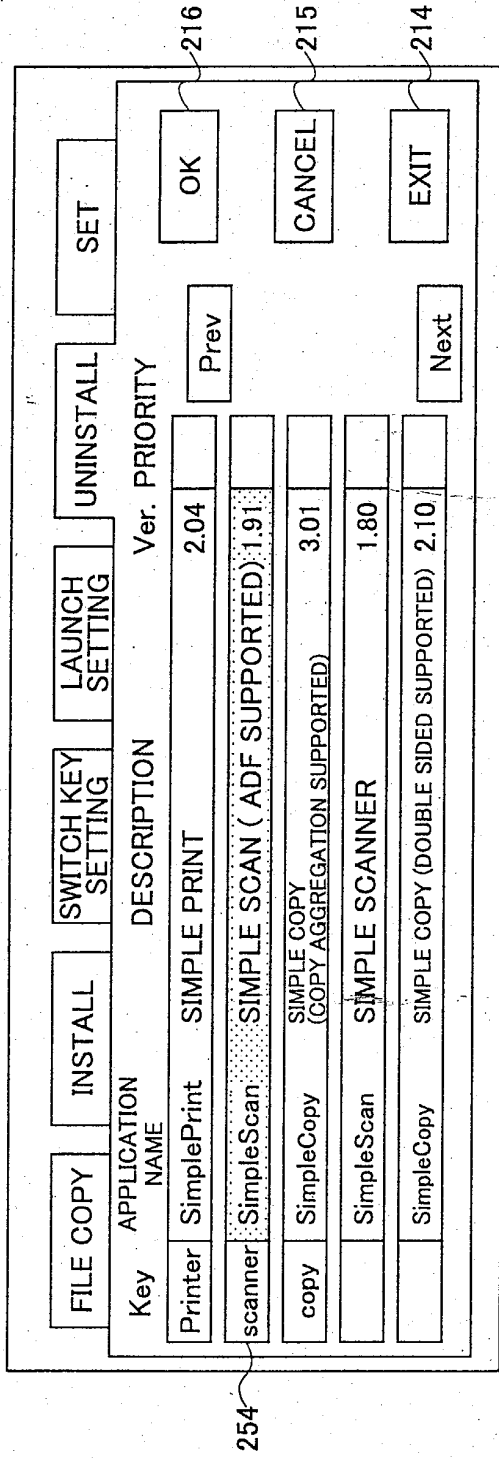 FILE COPY
INSTALL
SWITCH KEY
SETTING
LAUNCH
SETTING
UNINSTALL
SET
Key APPLICATION
NAME DESCRIPTION Ver. PRIORITY
Printer SimplePrint SIMPLE PRINT 2.04
scanner SimpleScan SIMPLE SCAN ( ADF SUPPORTED) 1.91
copy SimpleCopy SIMPLE COPY
(COPY AGGREGATION SUPPORTED) 3.01
SimpleScan SIMPLE SCANNER 1.80
SimpleCopy SIMPLE COPY (DOUBLE SIDED SUPPORTED) 2.10
Prev
Next
OK
CANCEL
EXIT
216
215
214
254